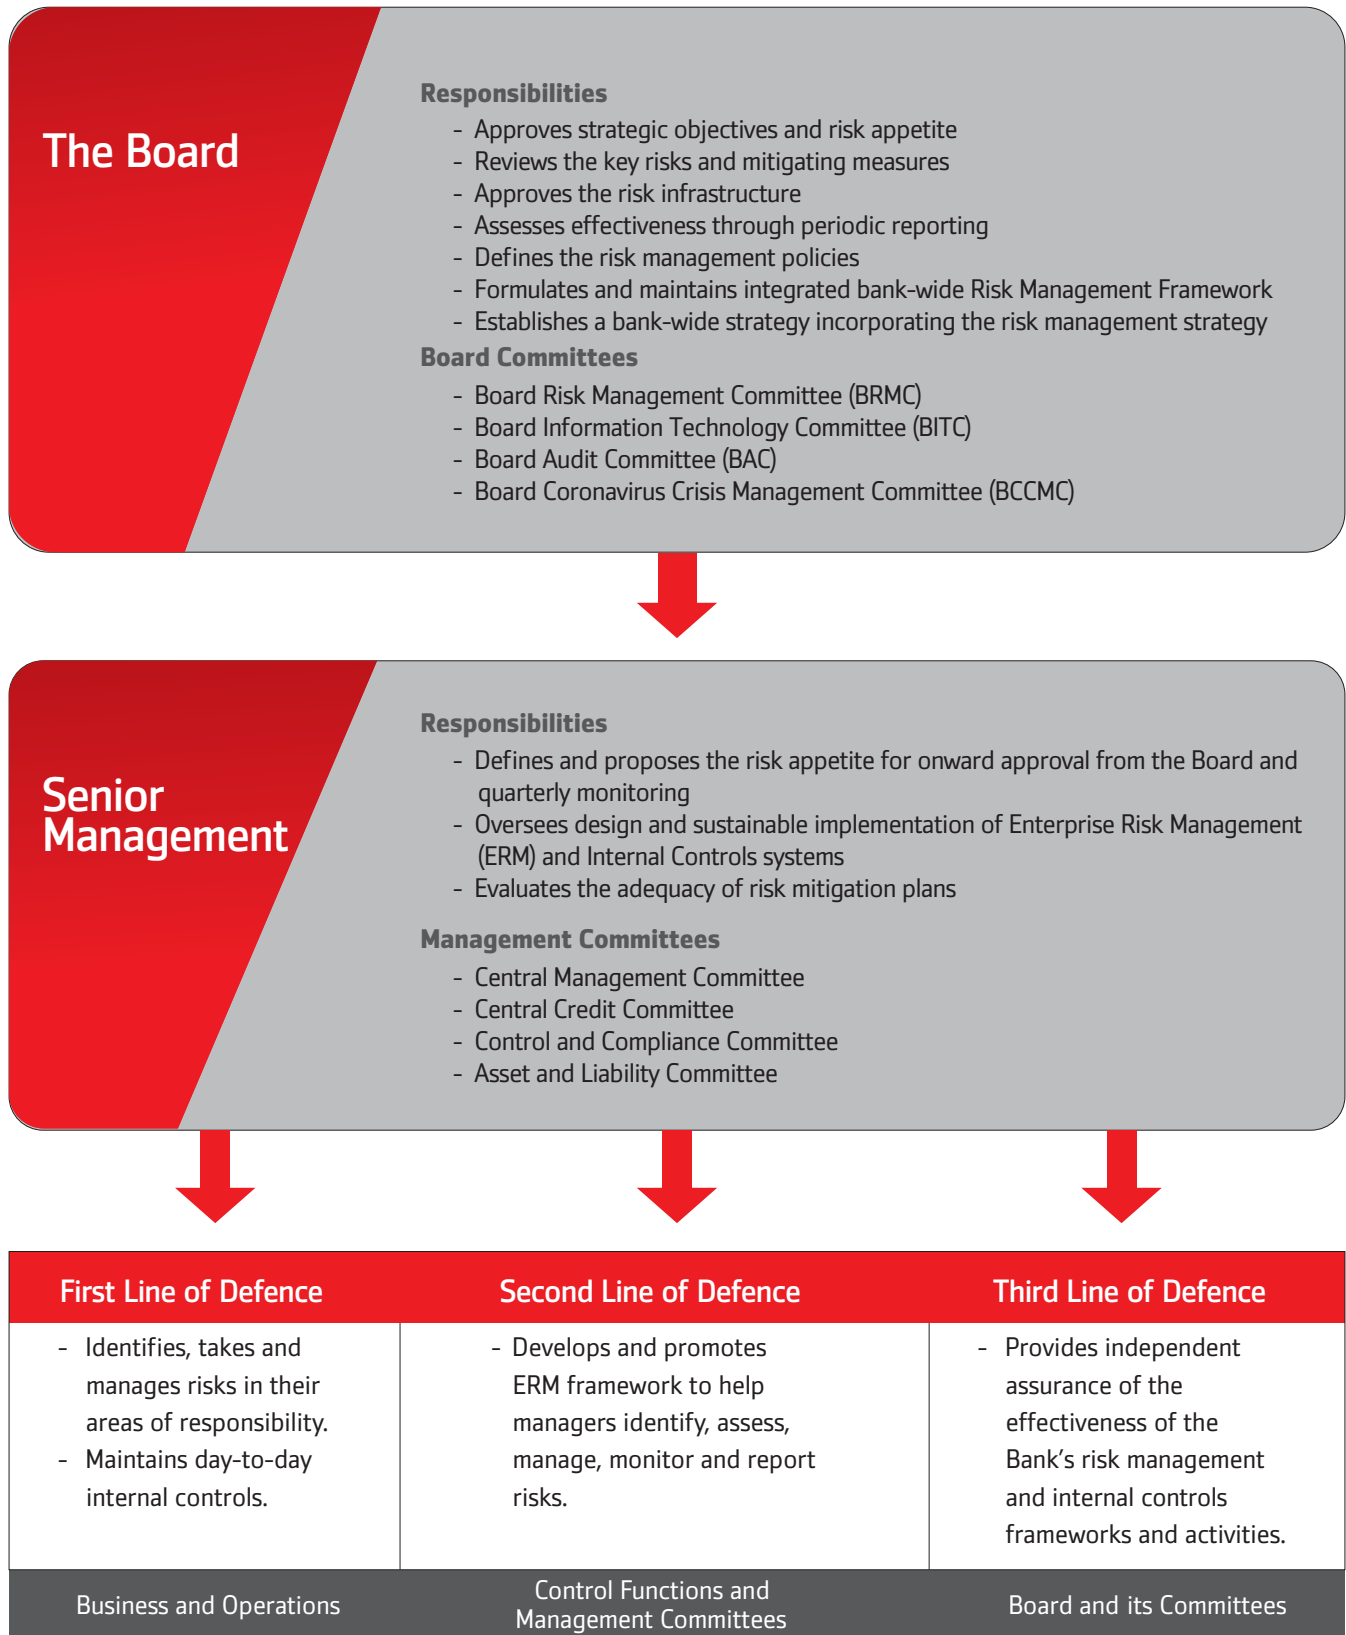 The Board
Responsibilities
- Approves strategic objectives and risk appetite
- Reviews the key risks and mitigating measures
- Approves the risk infrastructure
- Assesses effectiveness through periodic reporting
- Defines the risk management policies
- Formulates and maintains integrated bank-wide Risk Management Framework
- Establishes a bank-wide strategy incorporating the risk management strategy
Board Committees
- Board Risk Management Committee (BRMC)
- Board Information Technology Committee (BITC)
- Board Audit Committee (BAC)
- Board Coronavirus Crisis Management Committee (BCCMC)
Senior
Management
Responsibilities
- Defines and proposes the risk appetite for onward approval from the Board and
quarterly monitoring
- Oversees design and sustainable implementation of Enterprise Risk Management
(ERM) and Internal Controls systems
- Evaluates the adequacy of risk mitigation plans
Management Committees
- Central Management Committee
- Central Credit Committee
- Control and Compliance Committee
- Asset and Liability Committee
First Line of Defence
- Identifies, takes and
manages risks in their
areas of responsibility.
- Maintains day-to-day
internal controls.
Business and Operations
Second Line of Defence
- Develops and promotes
ERM framework to help
managers identify, assess,
manage, monitor and report
risks.
Control Functions and
Management Committees
Third Line of Defence
- Provides independent
assurance of the
effectiveness of the
Bank's risk management
and internal controls
frameworks and activities.
Board and its Committees